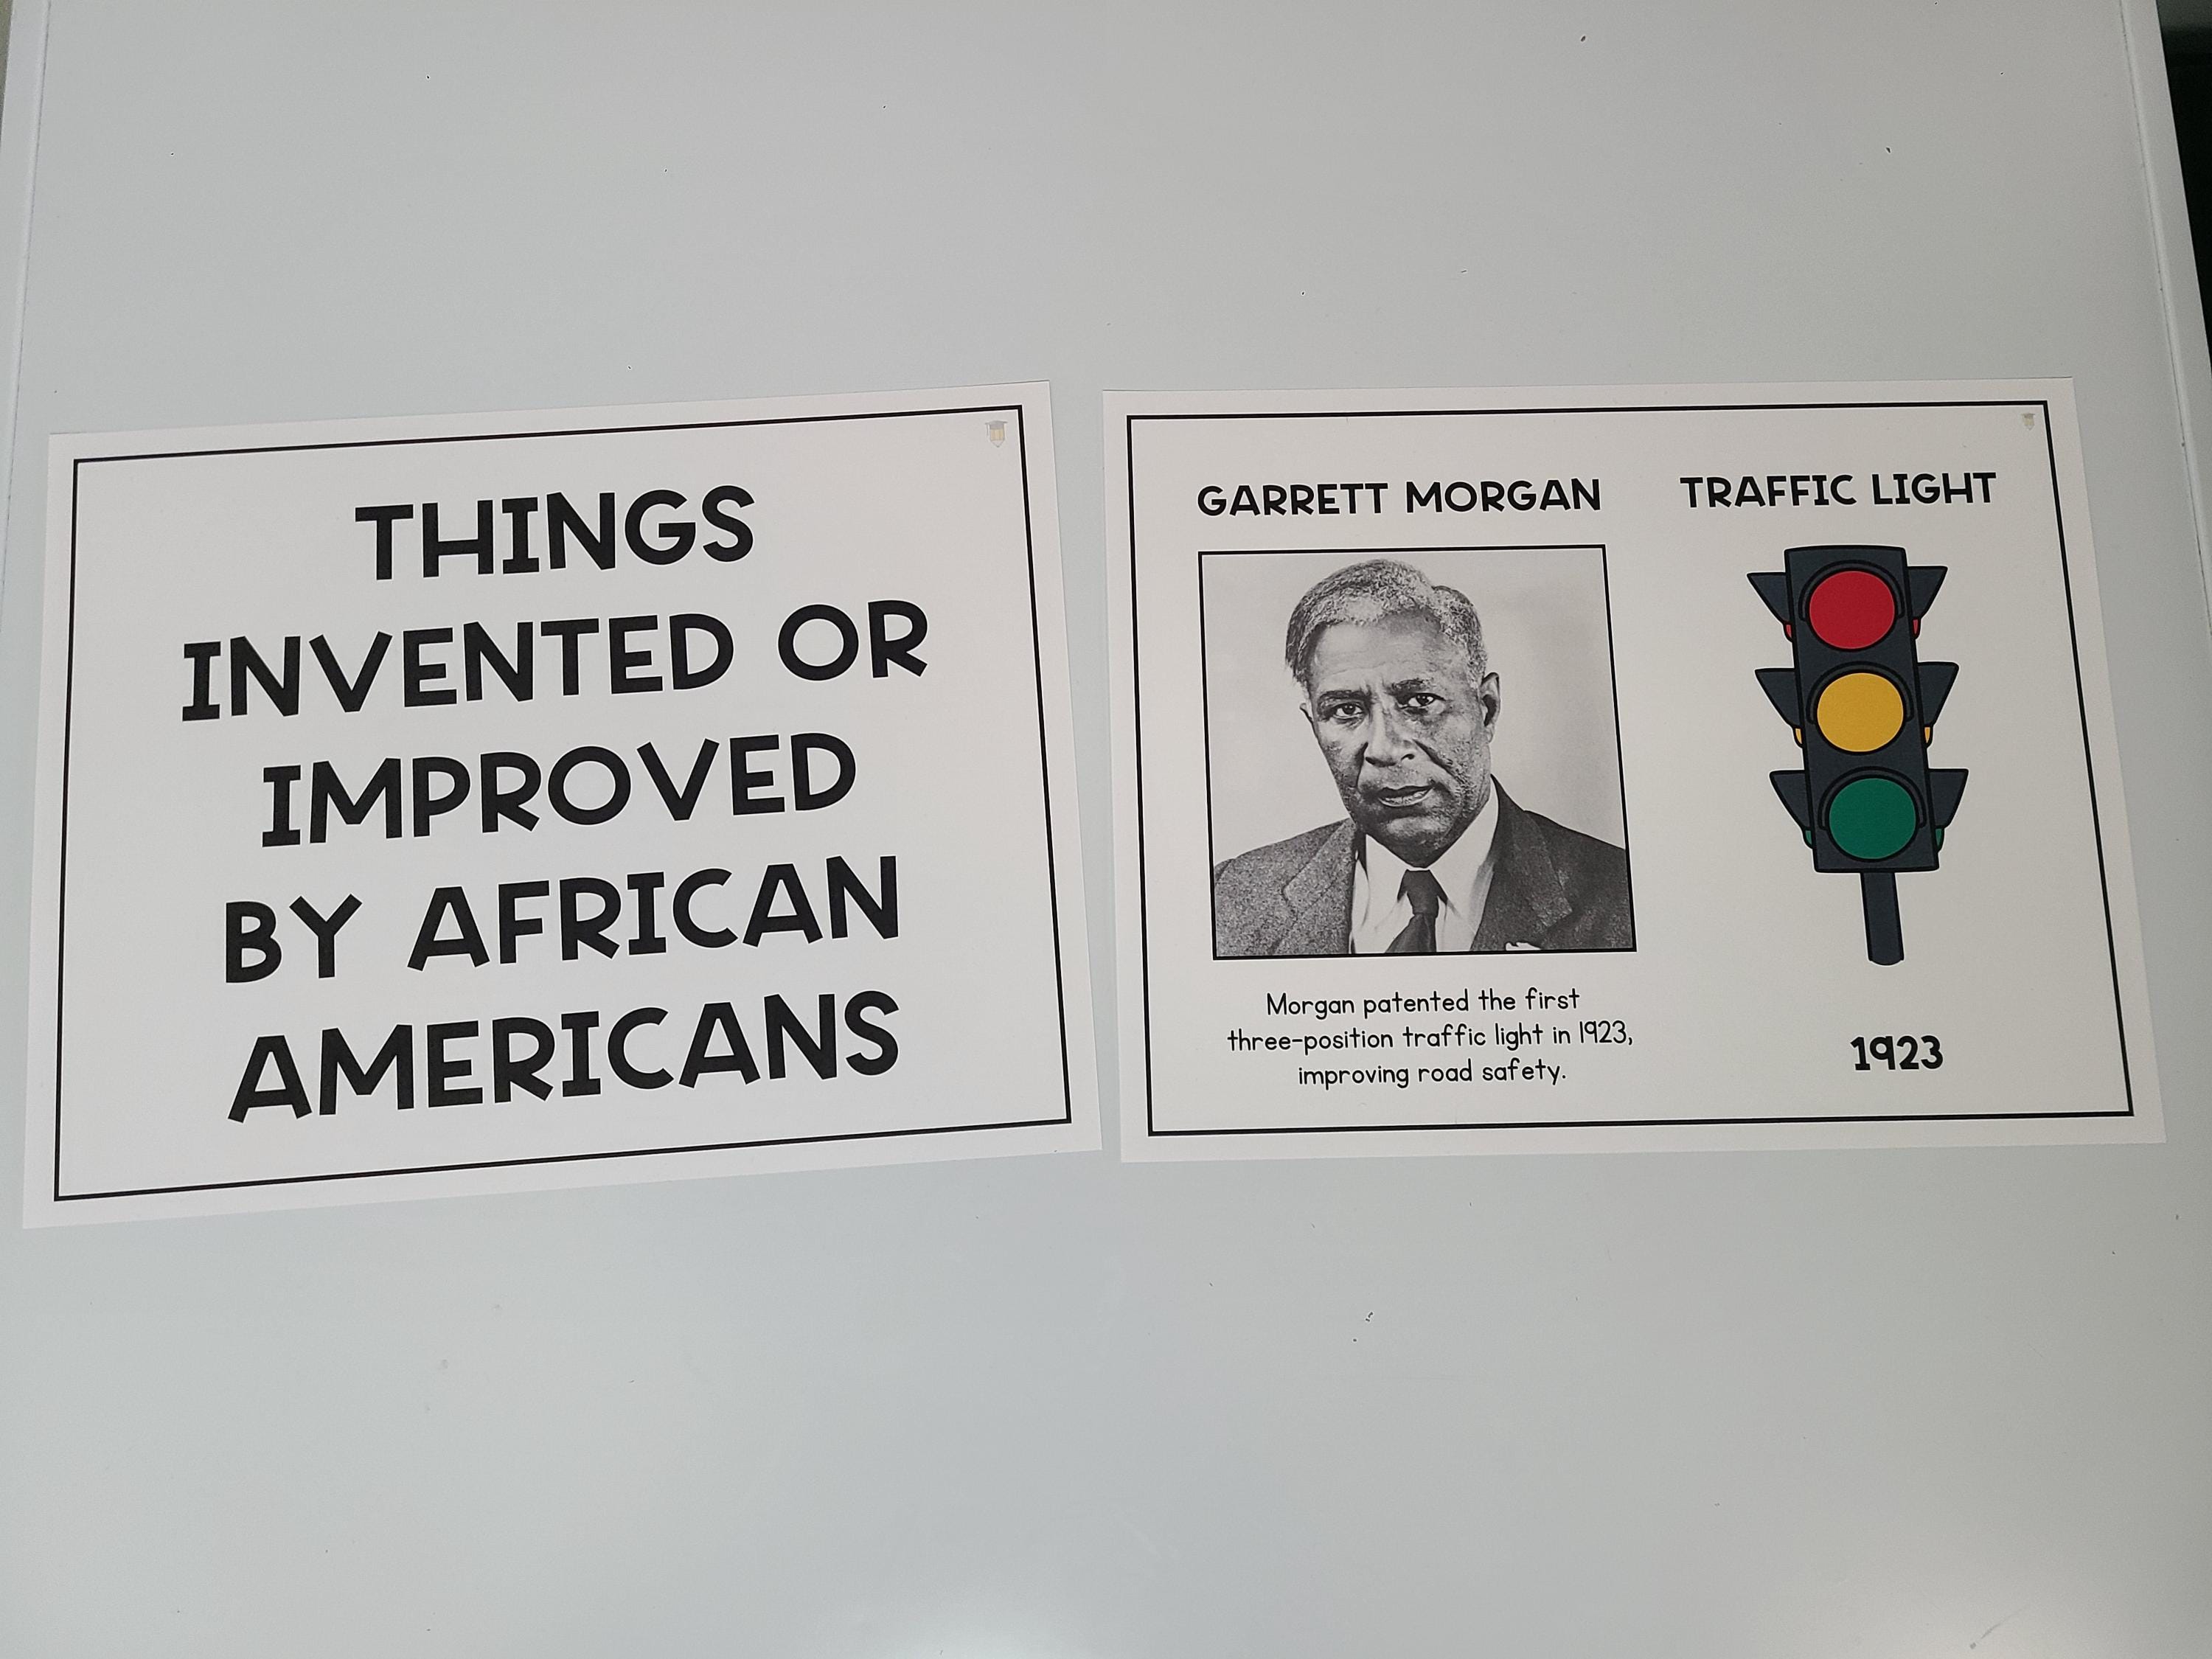 THINGS
INVENTED OR
IMPROVED
BY AFRICAN
AMERICANS
GARRETT MORGAN
TRAFFIC LIGHT
Morgan patented the first
three-position traffic light in 1923,
improving road safety.
1923